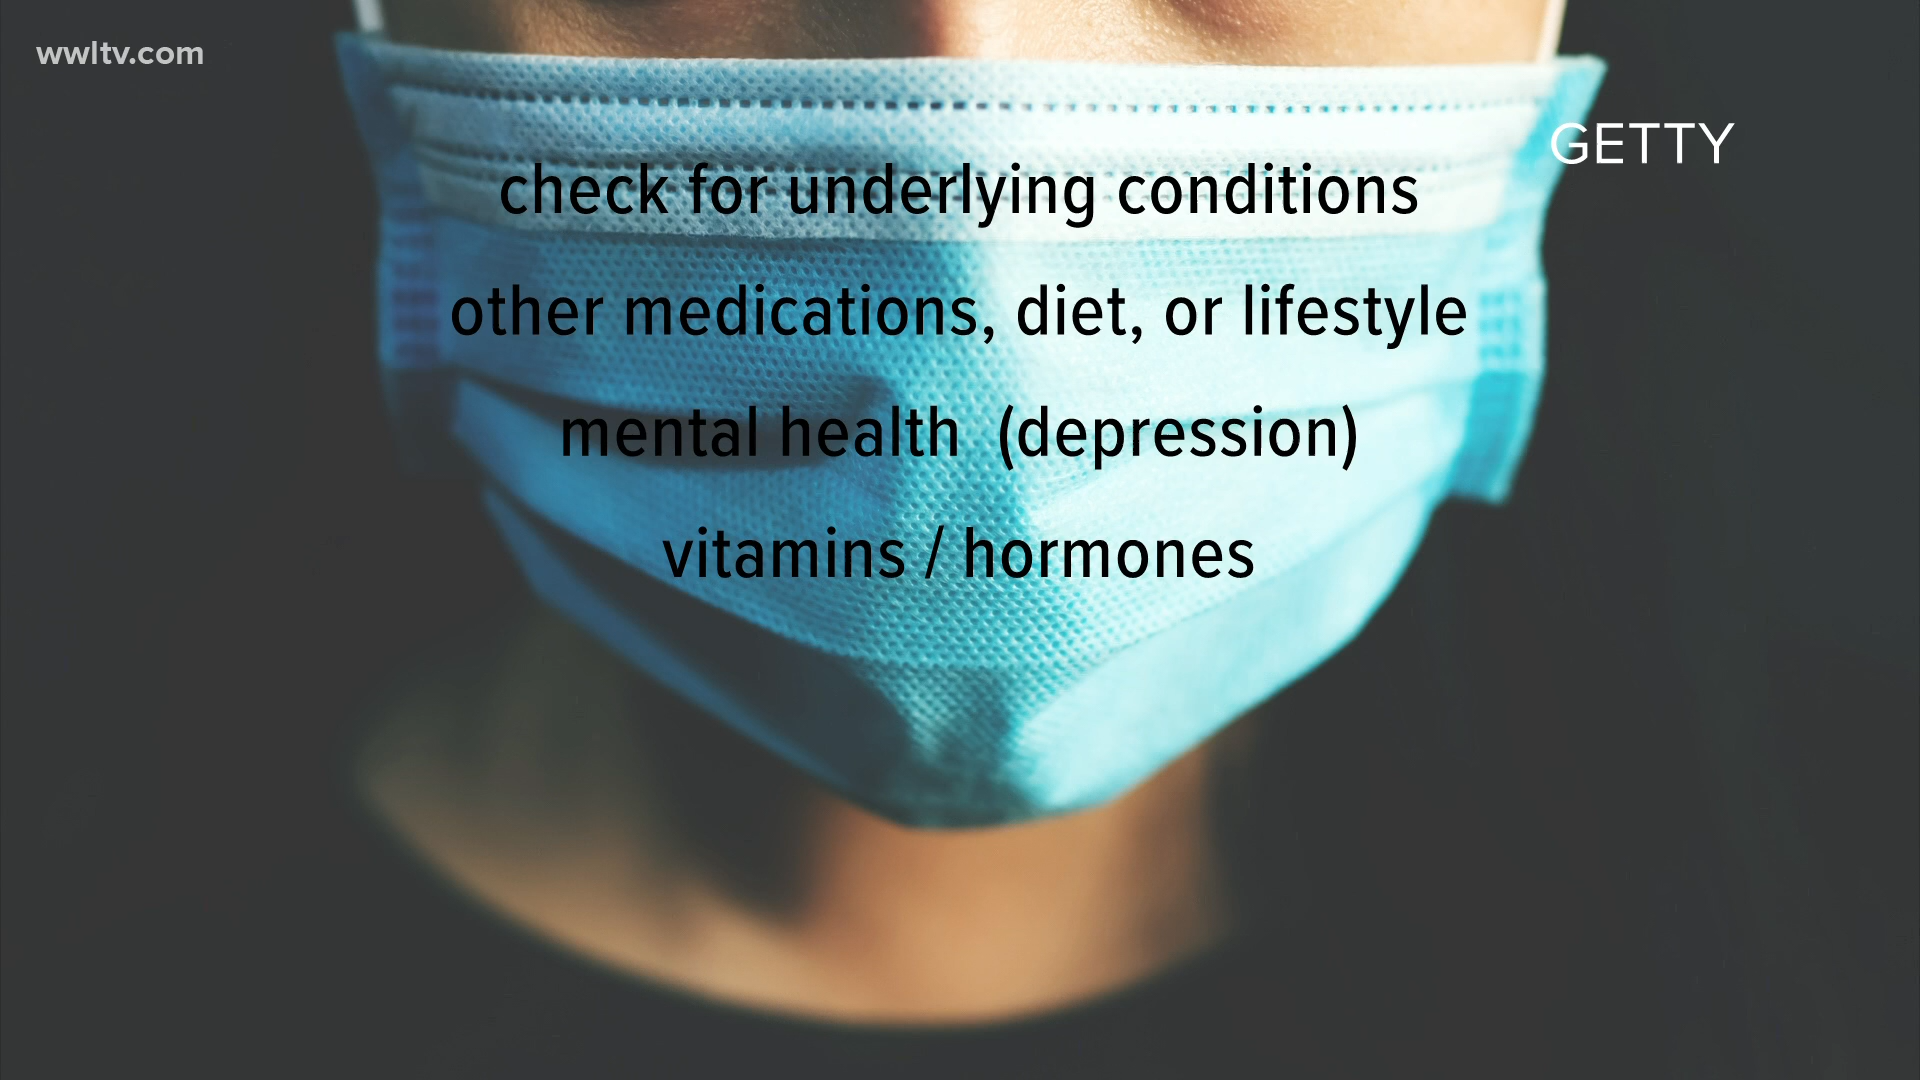 wwltv.com
GETTY
check for underlying conditions
other medications, diet, or lifestyle
mental health (depression)
vitamins / hormones